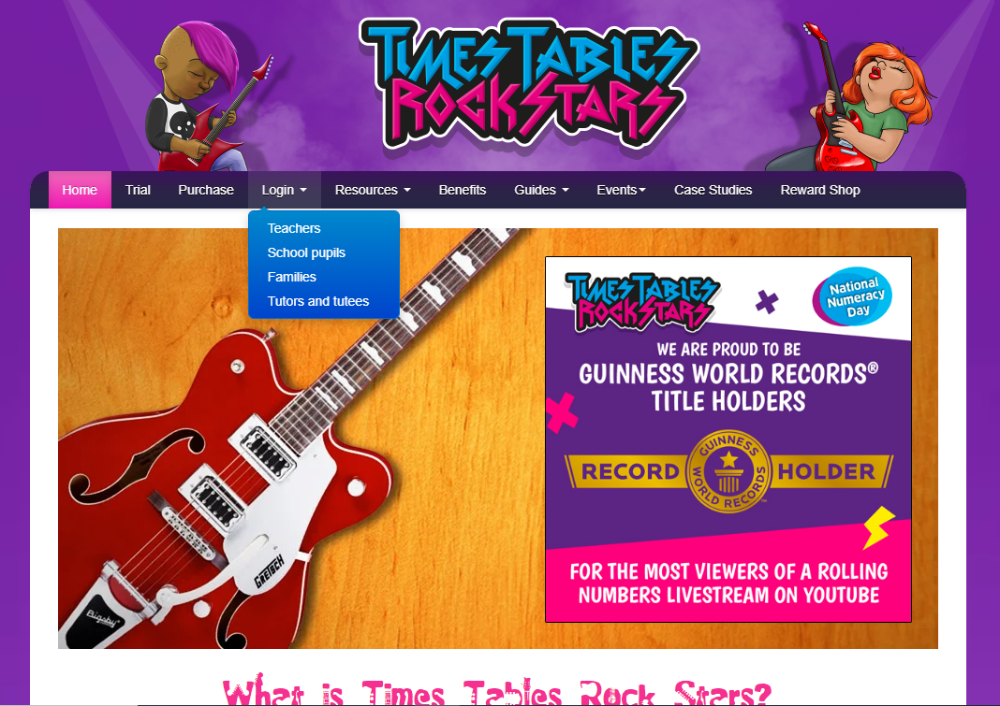 TIMES TABLES
ROCK STARS
Home Trial Purchase Login Resources Benefits Guides Events Case Studies Reward Shop
Teachers
School pupils
Families
Tutors and tutees
TIMES TABLES
ROCK STARS
National
Numeracy
Day
WE ARE PROUD TO BE
GUINNESS WORLD RECORDS®
TITLE HOLDERS
RECORD
GUINNESS
WORLD RECORDS
HOLDER
FOR THE MOST VIEWERS OF A ROLLING
NUMBERS LIVESTREAM ON YOUTUBE
GRETSCH
Bigsby
What is Times Tables Rock Stars?